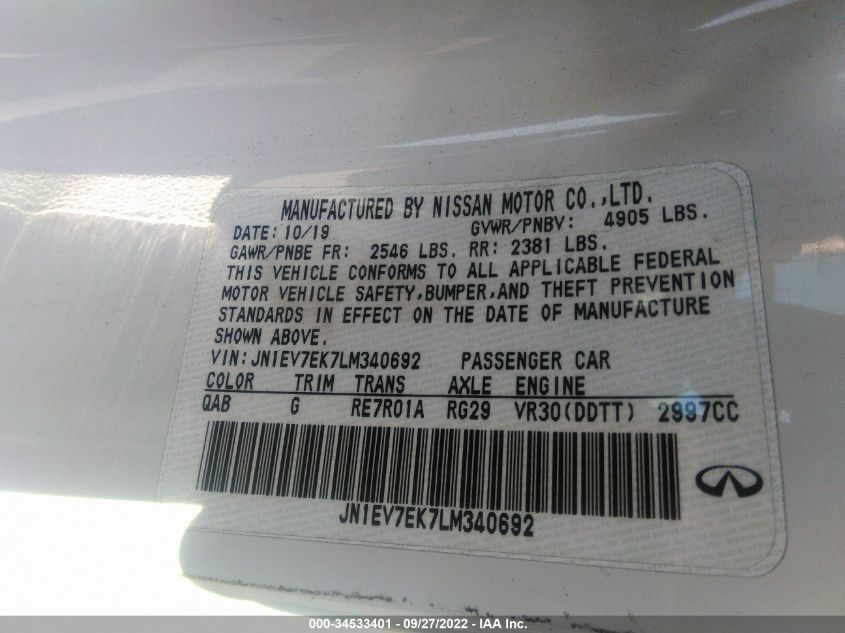 MANUFACTURED BY NISSAN MOTOR CO.,LTD.
DATE: 10/19 GVWR/PNBV: 4905 LBS.
GAWR/PNBE FR: 2546 LBS. RR: 2381 LBS.
THIS VEHICLE CONFORMS TO ALL APPLICABLE FEDERAL
MOTOR VEHICLE SAFETY,BUMPER,AND THEFT PREVENTION
STANDARDS IN EFFECT ON THE DATE OF MANUFACTURE
SHOWN ABOVE.
VIN: JN1EV7EK7LM340692 PASSENGER CAR
COLOR TRIM TRANS AXLE ENGINE
QAB G RE7R01A RG29 VR30(DDTT) 2997CC
JN1EV7EK7LM340692
000-34533401 - 09/27/2022 - IAA Inc.